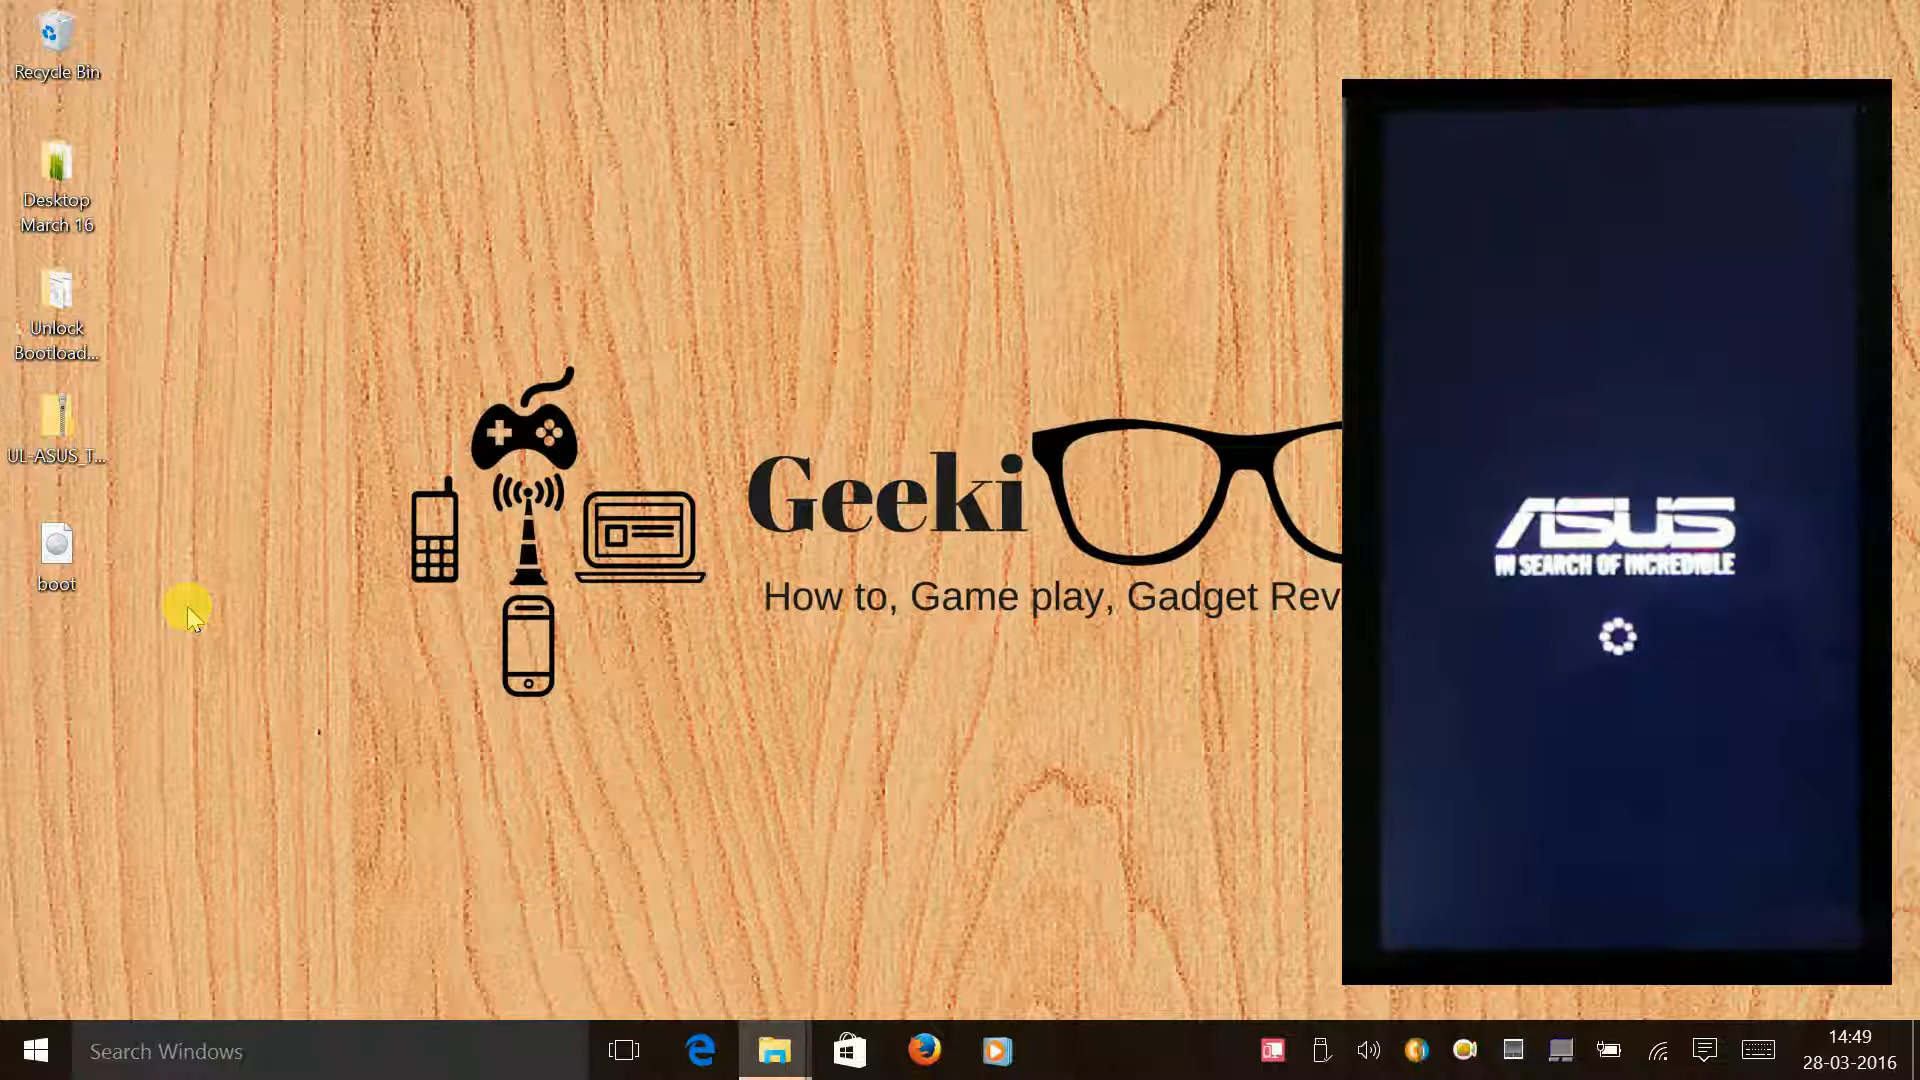 Recycle Bin
Desktop
March 16
Unlock
Bootload...
UL-ASUS_T...
boot
Geeki
How to, Game play, Gadget Rev
ASUS
IN SEARCH OF INCREDIBLE
Search Windows
14:49
28-03-2016